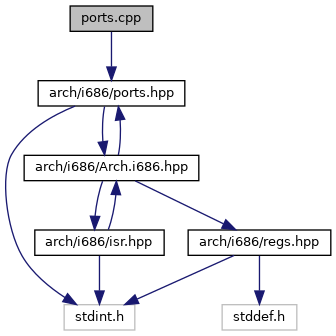 ports.cpp
arch/i686/ports.hpp
arch/i686/Arch.i686.hpp
arch/i686/isr.hpp
arch/i686/regs.hpp
stdint.h
stddef.h